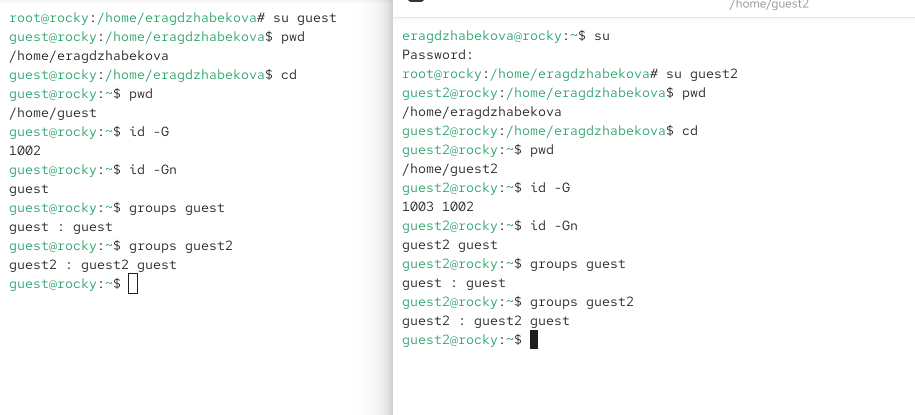 root@rocky:/home/eragdzhabekova# su guest
guest@rocky:/home/eragdzhabekova$ pwd
/home/eragdzhabekova
guest@rocky:/home/eragdzhabekova$ cd
guest@rocky:~$ pwd
/home/guest
guest@rocky:~$ id -G
1002
guest@rocky:~$ id -Gn
guest
guest@rocky:~$ groups guest
guest : guest
guest@rocky:~$ groups guest2
guest2 : guest2 guest
guest@rocky:~$
/home/guest2
eragdzhabekova@rocky:~$ su
Password:
root@rocky:/home/eragdzhabekova# su guest2
guest2@rocky:/home/eragdzhabekova$ pwd
/home/eragdzhabekova
guest2@rocky:/home/eragdzhabekova$ cd
guest2@rocky:~$ pwd
/home/guest2
guest2@rocky:~$ id -G
1003 1002
guest2@rocky:~$ id -Gn
guest2 guest
guest2@rocky:~$ groups guest
guest : guest
guest2@rocky:~$ groups guest2
guest2 : guest2 guest
guest2@rocky:~$